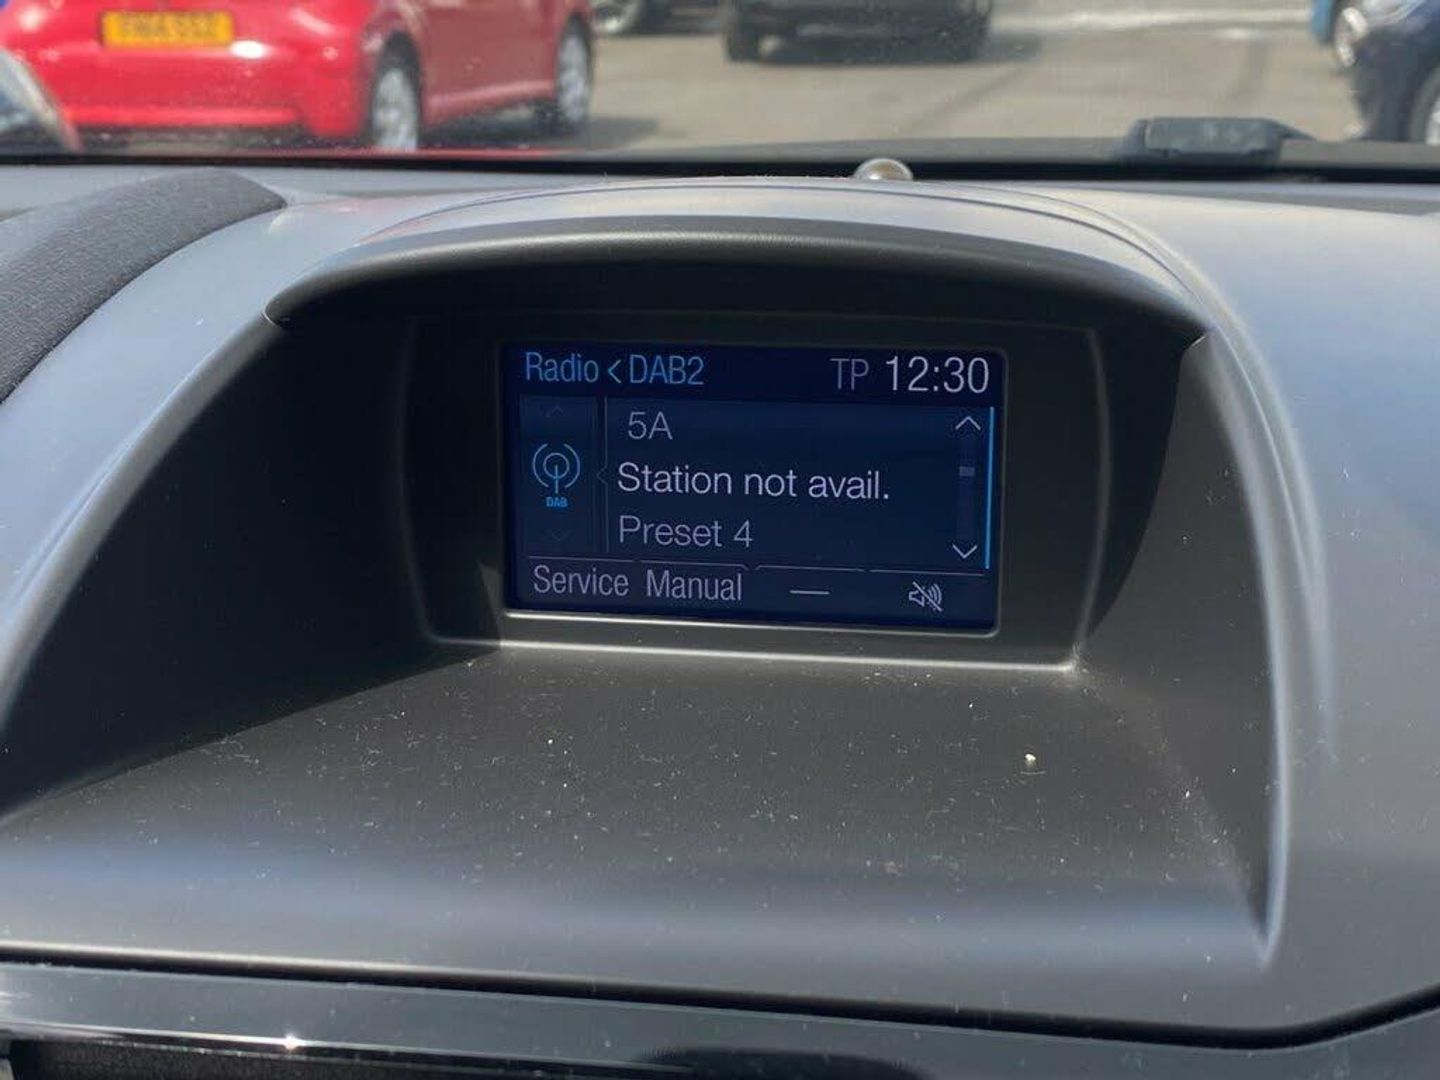 Radio < DAB2 TP 12:30
5A
Station not avail.
DAB
Preset 4
Service Manual —